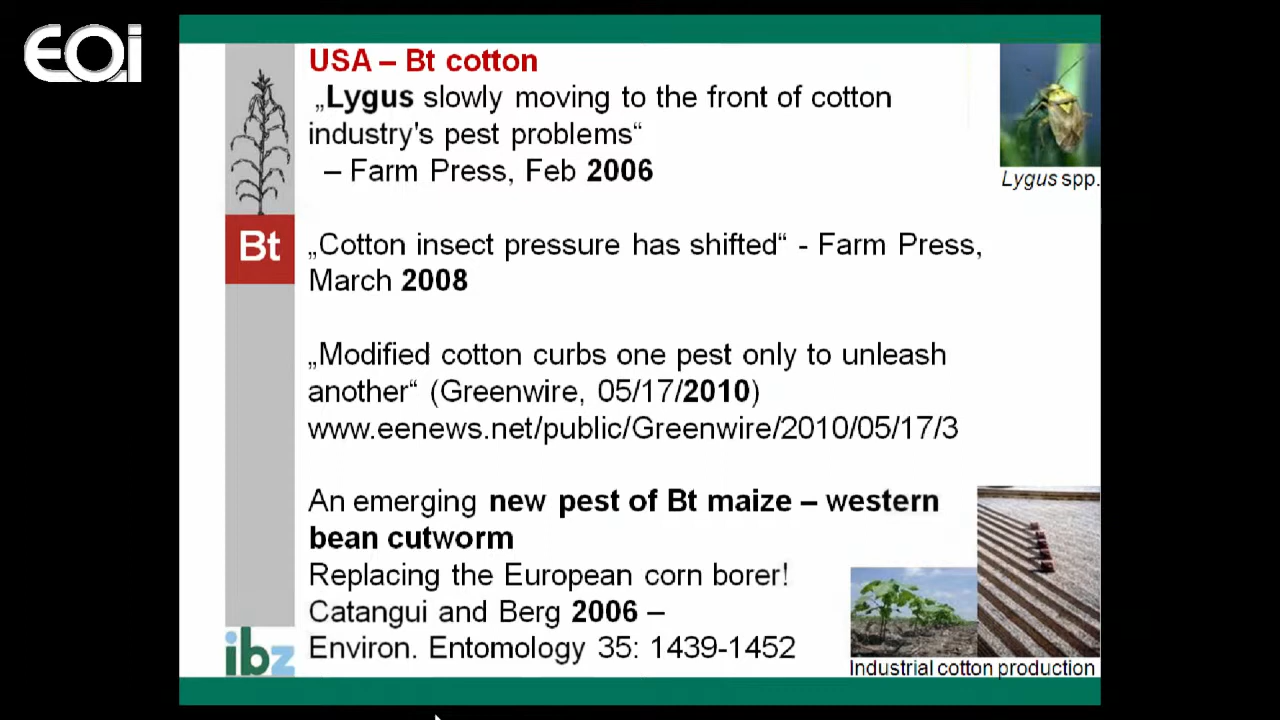 EOi
USA – Bt cotton
„Lygus slowly moving to the front of cotton
industry's pest problems“
– Farm Press, Feb 2006
Lygus spp.
Bt
„Cotton insect pressure has shifted“ - Farm Press,
March 2008
„Modified cotton curbs one pest only to unleash
another“ (Greenwire, 05/17/2010)
www.eenews.net/public/Greenwire/2010/05/17/3
An emerging new pest of Bt maize – western
bean cutworm
Replacing the European corn borer!
Catangui and Berg 2006 –
Environ. Entomology 35: 1439-1452
ibz
Industrial cotton production